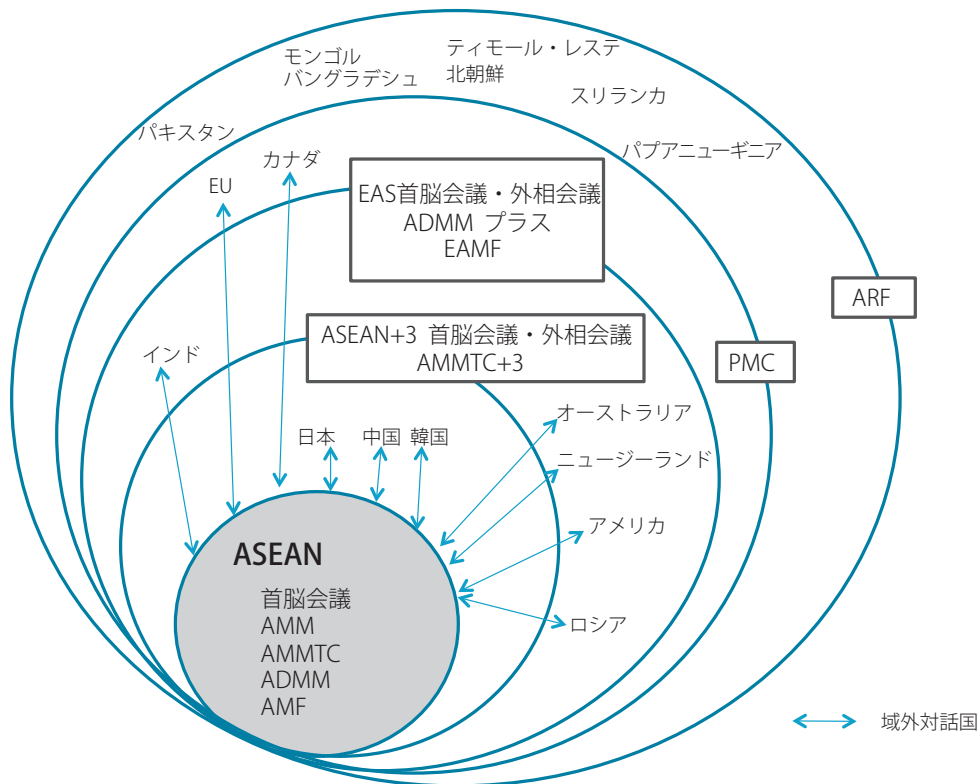 モンゴル
バングラデシュ
ティモール・レステ
北朝鮮
スリランカ
パキスタン
パプアニューギニア
カナダ
EU
EAS首脳会議・外相会議
ADMM プラス
EAMF
ARF
ASEAN+3 首脳会議・外相会議
AMMTC+3
PMC
インド
オーストラリア
日本
中国
韓国
ニュージーランド
アメリカ
ロシア
ASEAN
首脳会議
AMM
AMMTC
ADMM
AMF
域外対話国